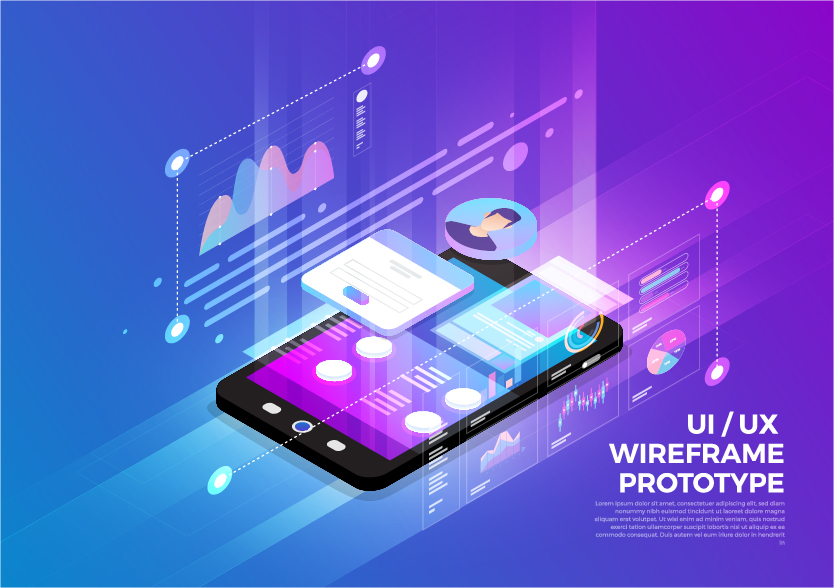 UI / UX
WIREFRAME
PROTOTYPE
Lorem ipsum dolor sit amet, consectetuer adipiscing elit, sed diam
nonummy nibh euismod tincidunt ut laoreet dolore magna
aliquam erat volutpat. Ut wisi enim ad minim veniam, quis nostrud
exerci tation ullamcorper suscipit lobortis nisl ut aliquip ex ea
commodo consequat. Duis autem vel eum iriure dolor in hendrerit
in